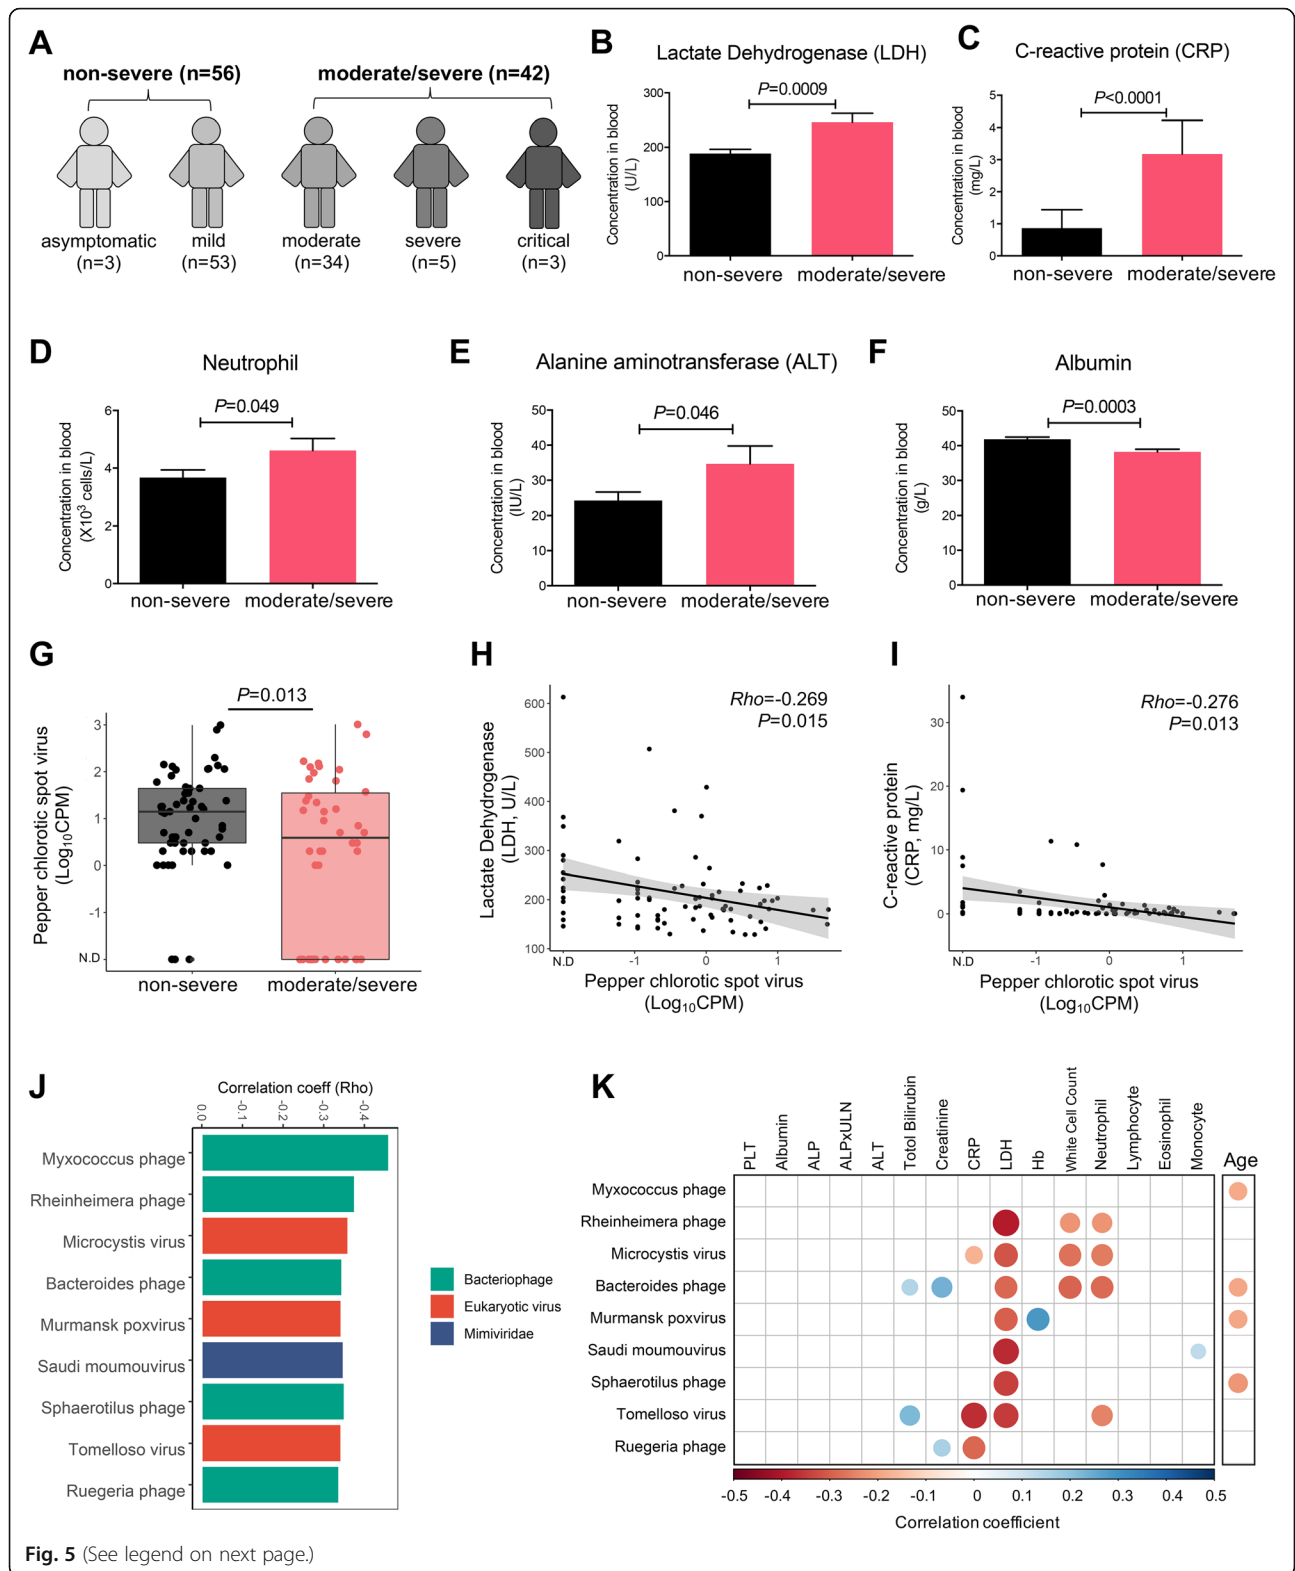 A
non-severe (n=56)
moderate/severe (n=42)
asymptomatic
(n=3)
mild
(n=53)
moderate
(n=34)
severe
(n=5)
critical
(n=3)
B
Lactate Dehydrogenase (LDH)
P=0.0009
Concentration in blood
(U/L)
300
200
100
0
non-severe
moderate/severe
C
C-reactive protein (CRP)
P<0.0001
Concentration in blood
(mg/L)
5
4
3
2
1
0
non-severe
moderate/severe
D
Neutrophil
P=0.049
Concentration in blood
(X10³ cells/L)
6
4
2
0
non-severe
moderate/severe
E
Alanine aminotransferase (ALT)
P=0.046
Concentration in blood
(IU/L)
50
40
30
20
10
0
non-severe
moderate/severe
F
Albumin
P=0.0003
Concentration in blood
(g/L)
50
40
30
20
10
0
non-severe
moderate/severe
G
P=0.013
Pepper chlorotic spot virus
(Log₁₀CPM)
3
2
1
0
-1
N.D
non-severe
moderate/severe
H
Rho=-0.269
P=0.015
Lactate Dehydrogenase
(LDH, U/L)
600
500
400
300
200
100
N.D
-1
0
1
Pepper chlorotic spot virus
(Log₁₀CPM)
I
Rho=-0.276
P=0.013
C-reactive protein
(CRP, mg/L)
30
20
10
0
N.D
-1
0
1
Pepper chlorotic spot virus
(Log₁₀CPM)
J
Correlation coeff (Rho)
0.0
-0.1
-0.2
-0.3
-0.4
Myxococcus phage
Rheinheimera phage
Microcystis virus
Bacteroides phage
Murmansk poxvirus
Saudi moumouvirus
Sphaerotilus phage
Tomelloso virus
Ruegeria phage
Bacteriophage
Eukaryotic virus
Mimiviridae
K
PLT
Albumin
ALP
ALPxULN
ALT
Totol Bilirubin
Creatinine
CRP
LDH
Hb
White Cell Count
Neutrophil
Lymphocyte
Eosinophil
Monocyte
Age
Myxococcus phage
Rheinheimera phage
Microcystis virus
Bacteroides phage
Murmansk poxvirus
Saudi moumouvirus
Sphaerotilus phage
Tomelloso virus
Ruegeria phage
-0.5 -0.4 -0.3 -0.2 -0.1 0 0.1 0.2 0.3 0.4 0.5
Correlation coefficient
Fig. 5 (See legend on next page.)